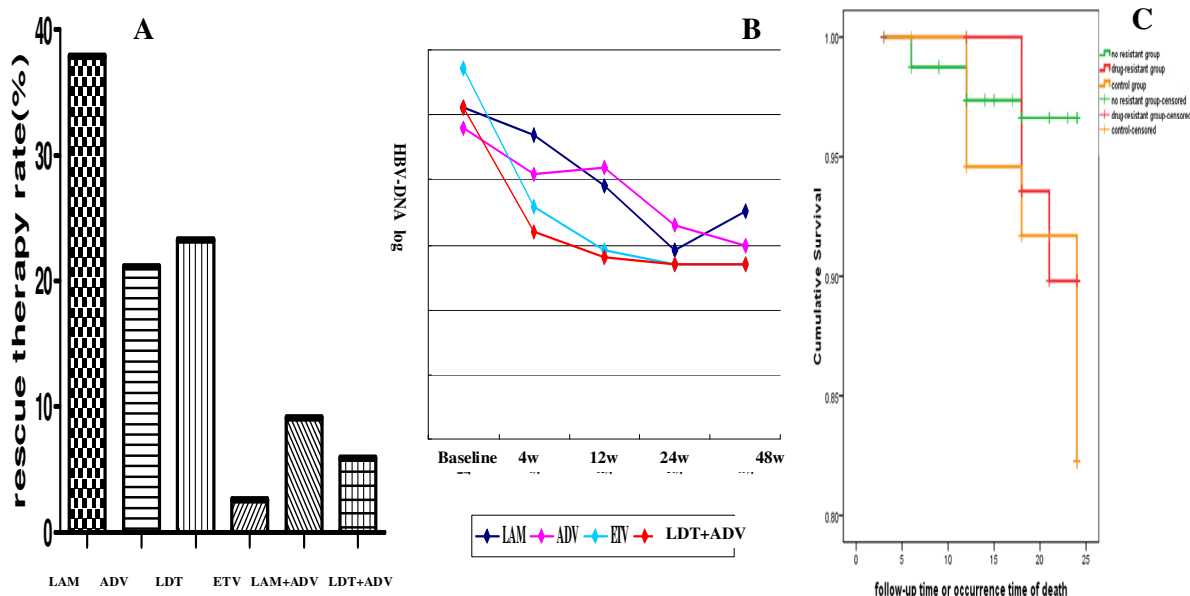 A
rescue therapy rate(%)
40
30
20
10
0
LAM ADV LDT ETV LAM+ADV LDT+ADV
B
HBV-DNA log
Baseline 4w 12w 24w 48w
LAM ADV ETV LDT+ADV
C
Cumulative Survival
1.00
0.95
0.90
0.85
0.80
0 5 10 15 20 25
follow-up time or occurrence time of death
no resistant group
drug-resistant group
control group
no resistant group-censored
drug-resistant group-censored
control-censored